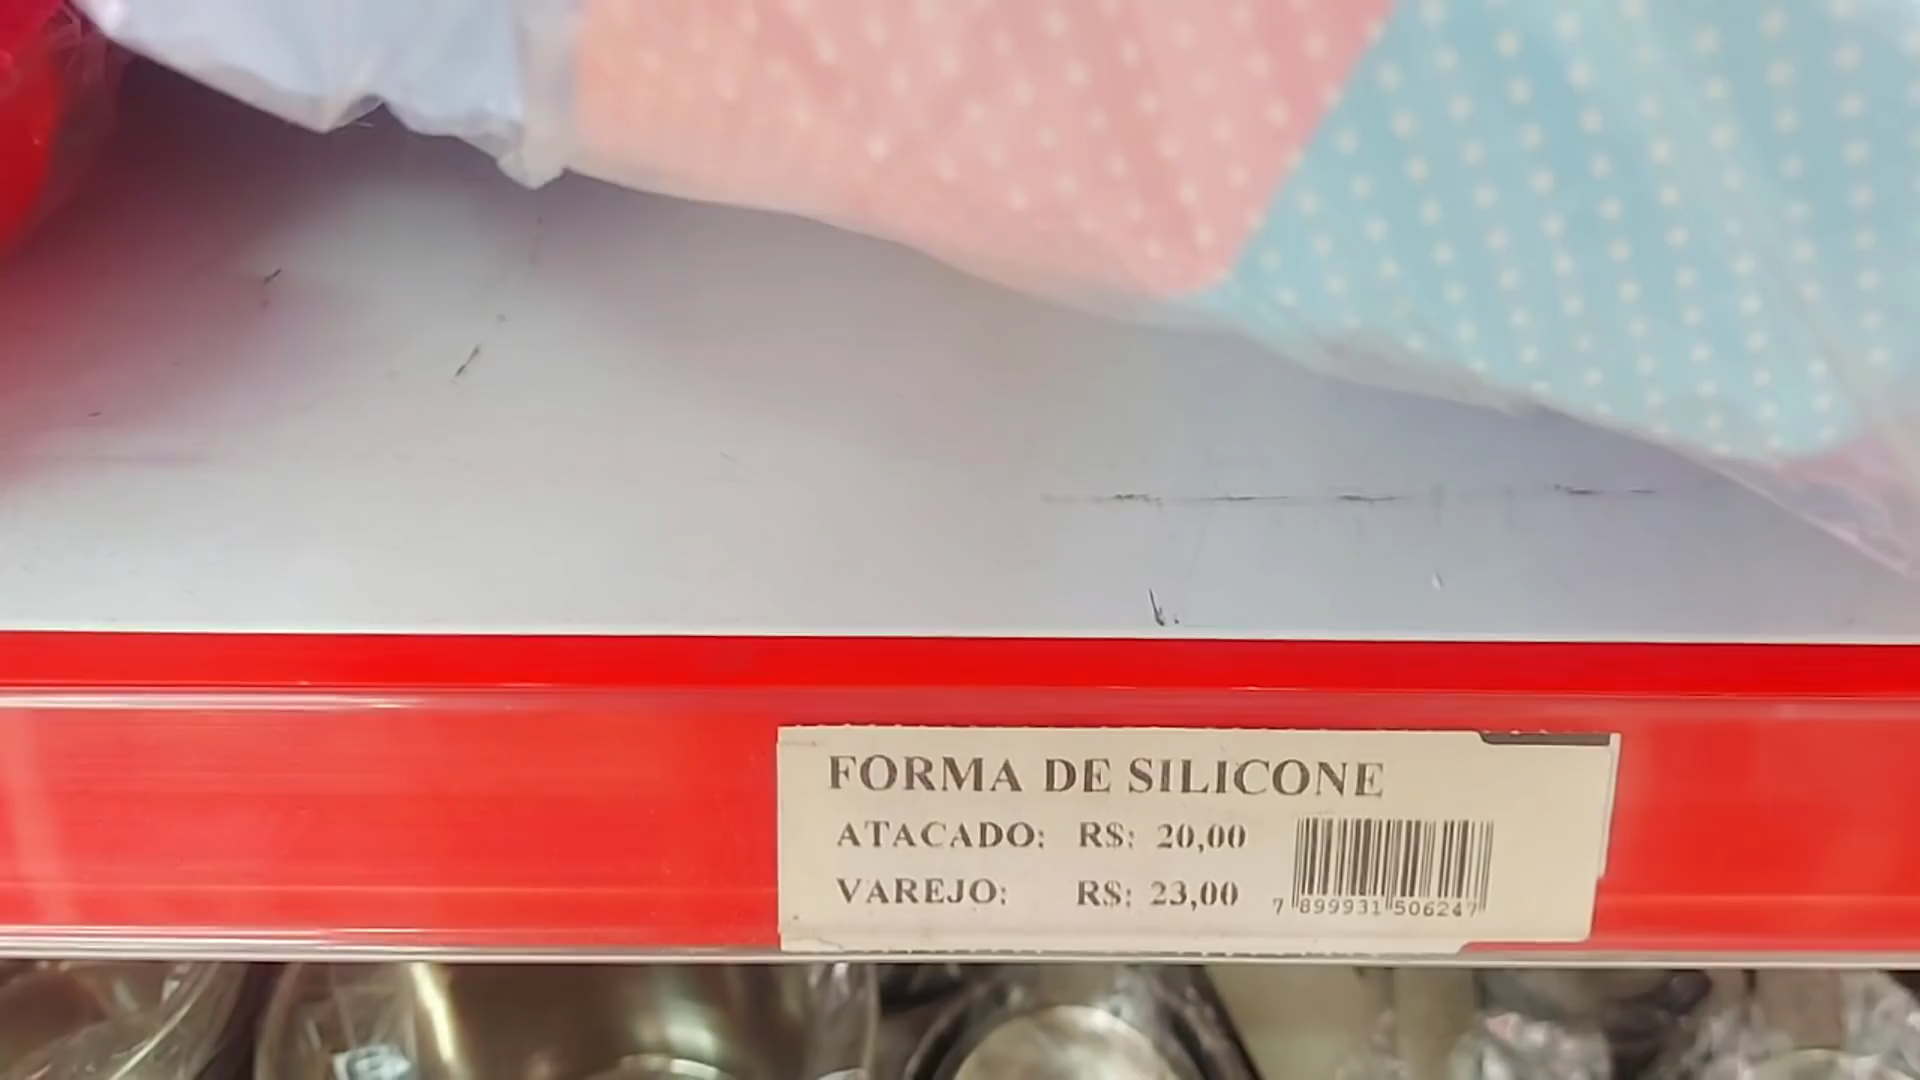 FORMA DE SILICONE
ATACADO: R$: 20,00
VAREJO: R$: 23,00
7 899931 506247